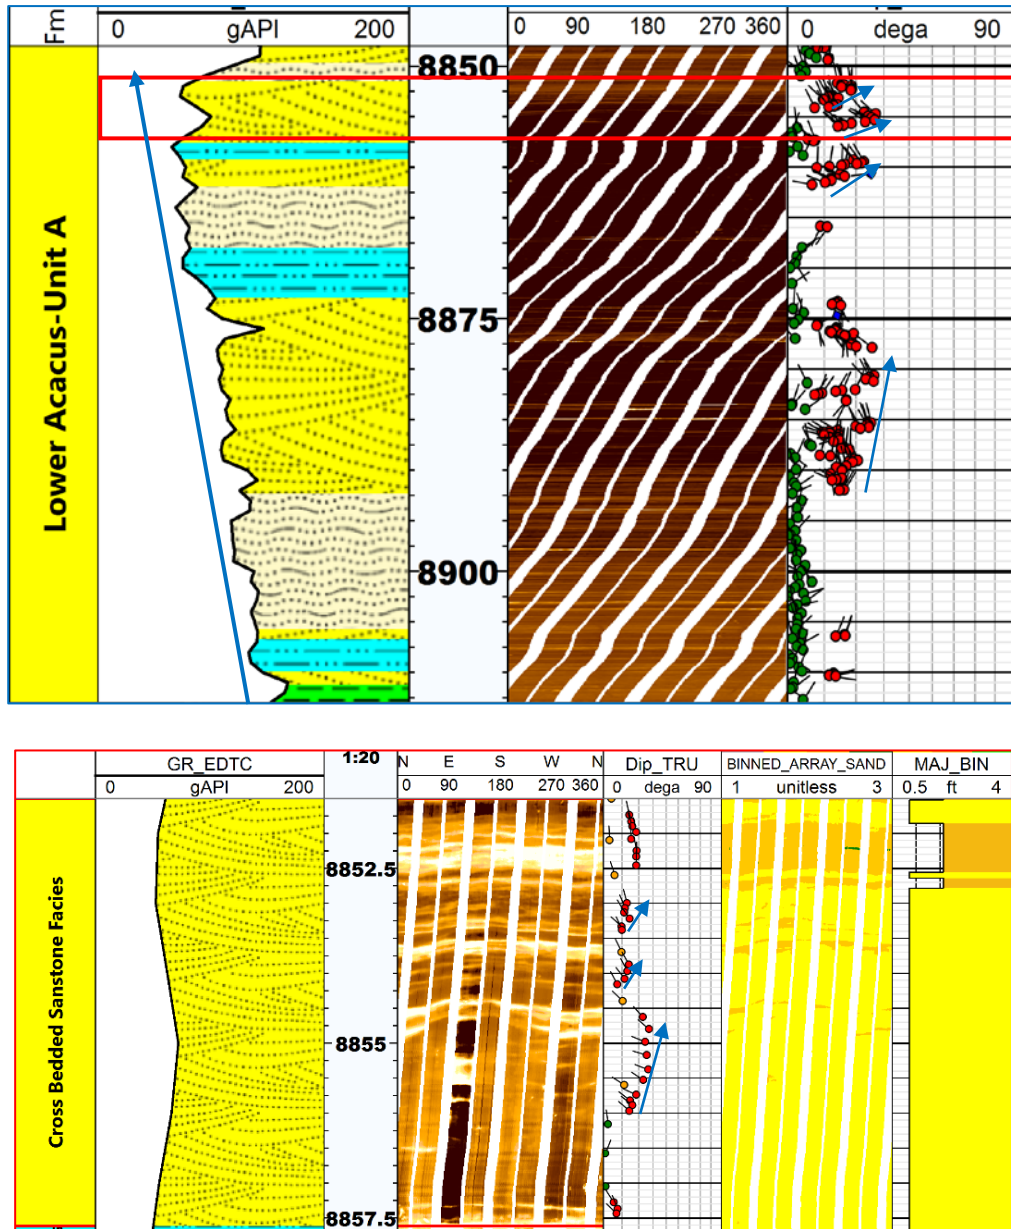 Fm
0 gAPI 200
0 90 180 270 360
0 dega 90
Lower Acacus-Unit A
8850
8875
8900
GR_EDTC
0 gAPI 200
1:20
N E S W N
0 90 180 270 360
Dip_TRU
0 dega 90
BINNED_ARRAY_SAND
1 unitless 3
MAJ_BIN
0.5 ft 4
Cross Bedded Sanstone Facies
8852.5
8855
8857.5